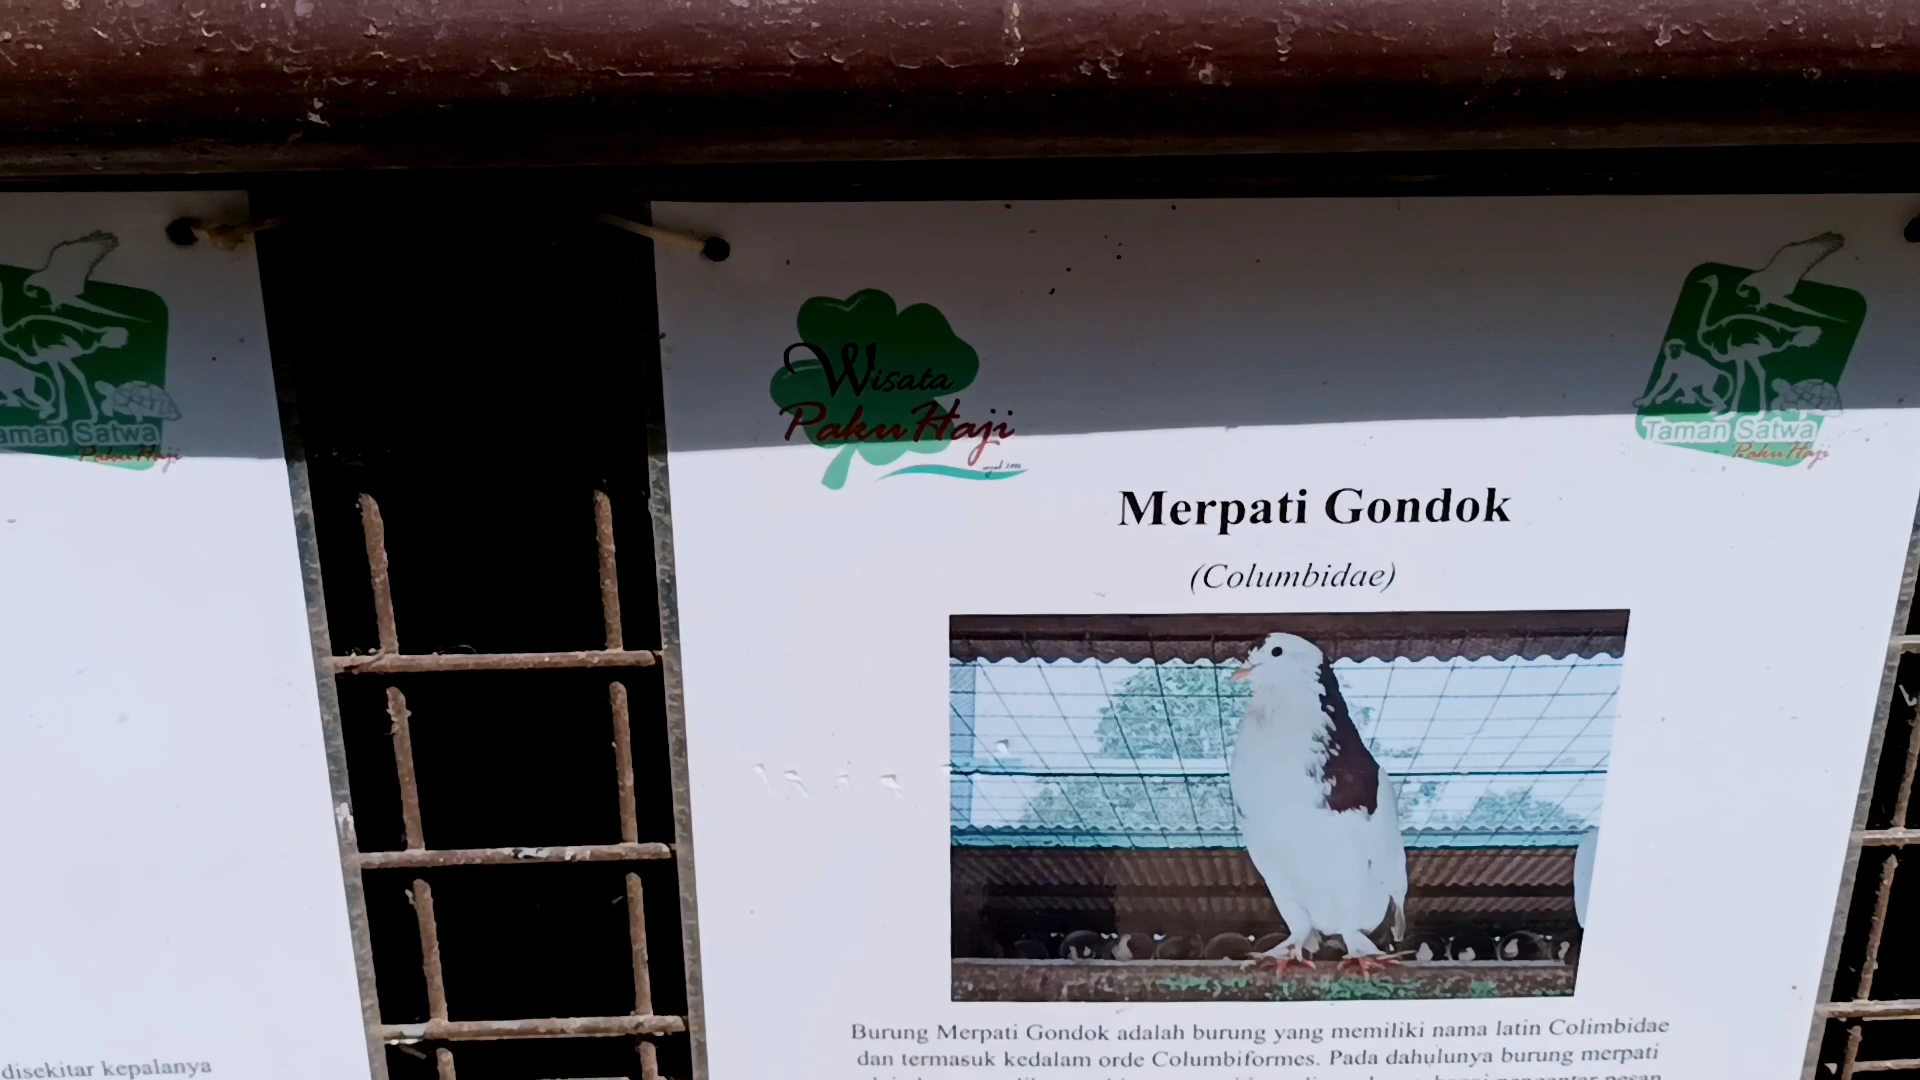 Taman Satwa
Paku Haji
Wisata
Paku Haji
Taman Satwa
Paku Haji
Merpati Gondok
(Columbidae)
Burung Merpati Gondok adalah burung yang memiliki nama latin Colimbidae
dan termasuk kedalam orde Columbiformes. Pada dahulunya burung merpati
disekitar kepalanya